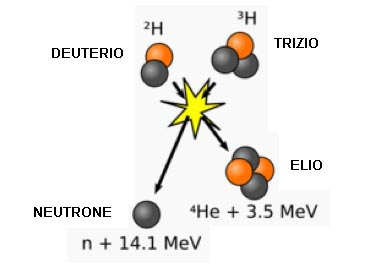 ²H
³H
DEUTERIO
TRIZIO
ELIO
NEUTRONE
⁴He + 3.5 MeV
n + 14.1 MeV